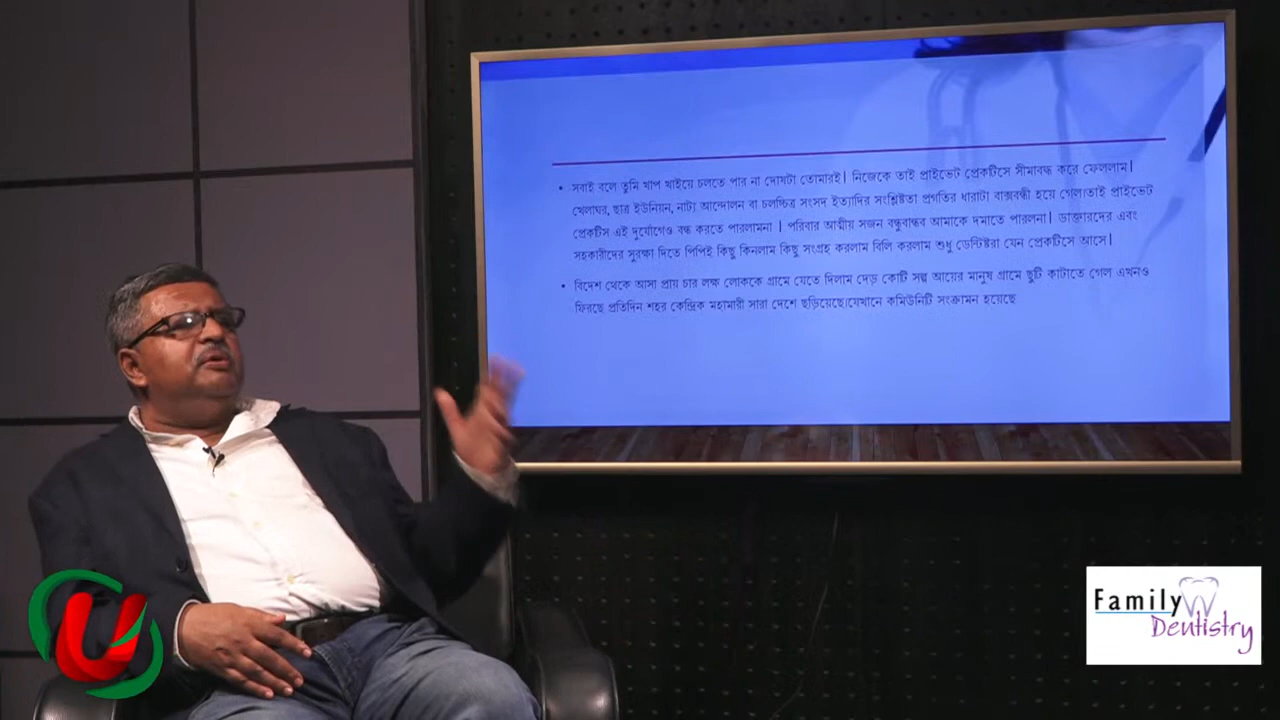 • সবাই বলে তুমি খাপ খাইয়ে চলতে পার না দোষটা তোমারই। নিজেকে তাই প্রাইভেট প্রেকটিসে সীমাবদ্ধ করে ফেললাম।
খেলাঘর, ছাত্র ইউনিয়ন, নাট্য আন্দোলন বা চলচ্চিত্র সংসদ ইত্যাদির সংশ্লিষ্টতা প্রগতির ধারাটা বাক্সবন্ধী হয়ে গেল।তাই প্রাইভেট
প্রেকটিস এই দুর্যোগেও বন্ধ করতে পারলামনা । পরিবার আত্মীয় সজন বন্ধুবান্ধব আমাকে দমাতে পারলনা। ডাক্তারদের এবং
সহকারীদের সুরক্ষা দিতে পিপিই কিছু কিনলাম কিছু সংগ্রহ করলাম বিলি করলাম শুধু ডেন্টিষ্টরা যেন প্রেকটিসে আসে।
• বিদেশ থেকে আসা প্রায় চার লক্ষ লোককে গ্রামে যেতে দিলাম দেড় কোটি সল্প আয়ের মানুষ গ্রামে ছুটি কাটাতে গেল এখনও
ফিরছে প্রতিদিন শহর কেন্দ্রিক মহামারী সারা দেশে ছড়িয়েছে।যেখানে কমিউনিটি সংক্রামন হয়েছে
U
Family
Dentistry